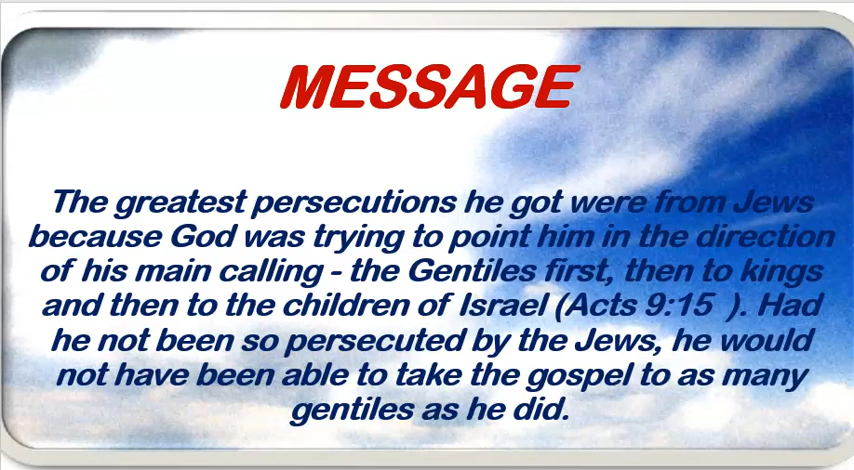 MESSAGE
The greatest persecutions he got were from Jews
because God was trying to point him in the direction
of his main calling - the Gentiles first, then to kings
and then to the children of Israel (Acts 9:15  ). Had
he not been so persecuted by the Jews, he would
not have been able to take the gospel to as many
gentiles as he did.